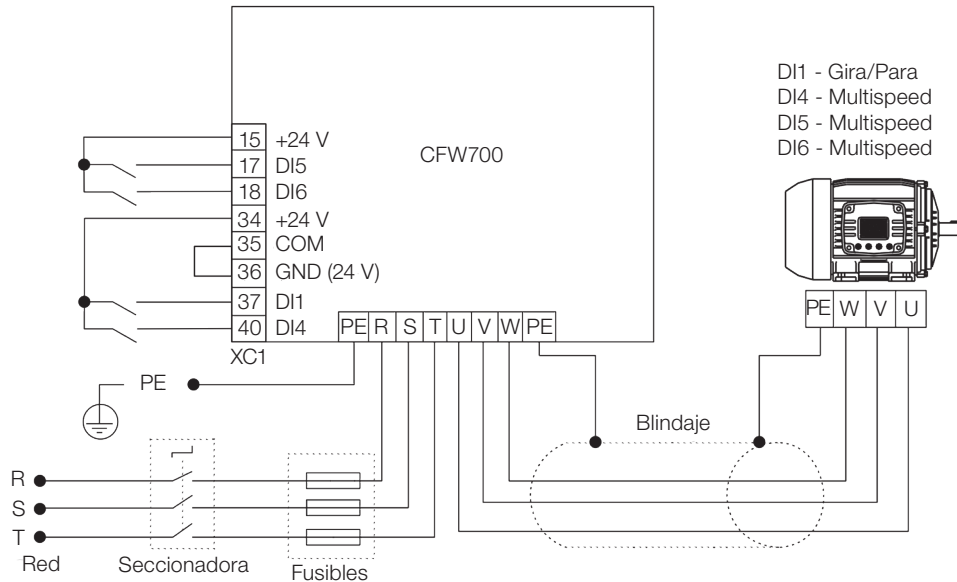 DI1 - Gira/Para
DI4 - Multispeed
DI5 - Multispeed
DI6 - Multispeed
CFW700
15 +24 V
17 DI5
18 DI6
34 +24 V
35 COM
36 GND (24 V)
37 DI1
40 DI4
XC1
PE R S T U V W PE
PE W V U
PE
Blindaje
R
S
T
Red
Seccionadora
Fusibles